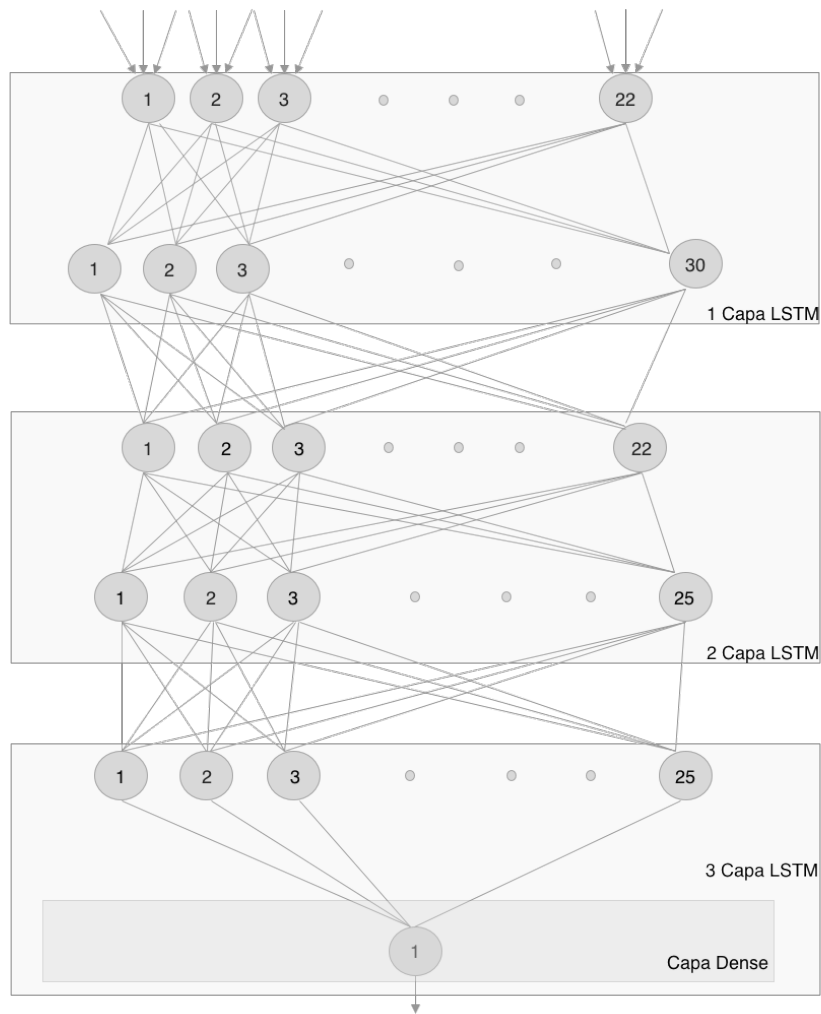 1 2 3 22
1 2 3 30
1 Capa LSTM
1 2 3 22
1 2 3 25
2 Capa LSTM
1 2 3 25
3 Capa LSTM
1
Capa Dense